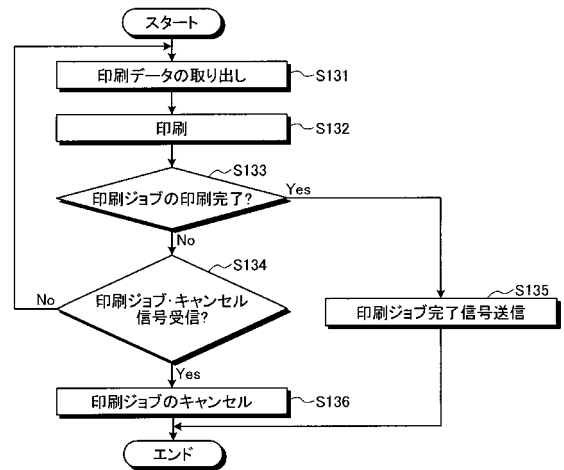 スタート
印刷データの取り出し
S131
印刷
S132
S133
印刷ジョブの印刷完了?
Yes
No
S134
印刷ジョブ・キャンセル
信号受信?
No
S135
印刷ジョブ完了信号送信
Yes
印刷ジョブのキャンセル
S136
エンド